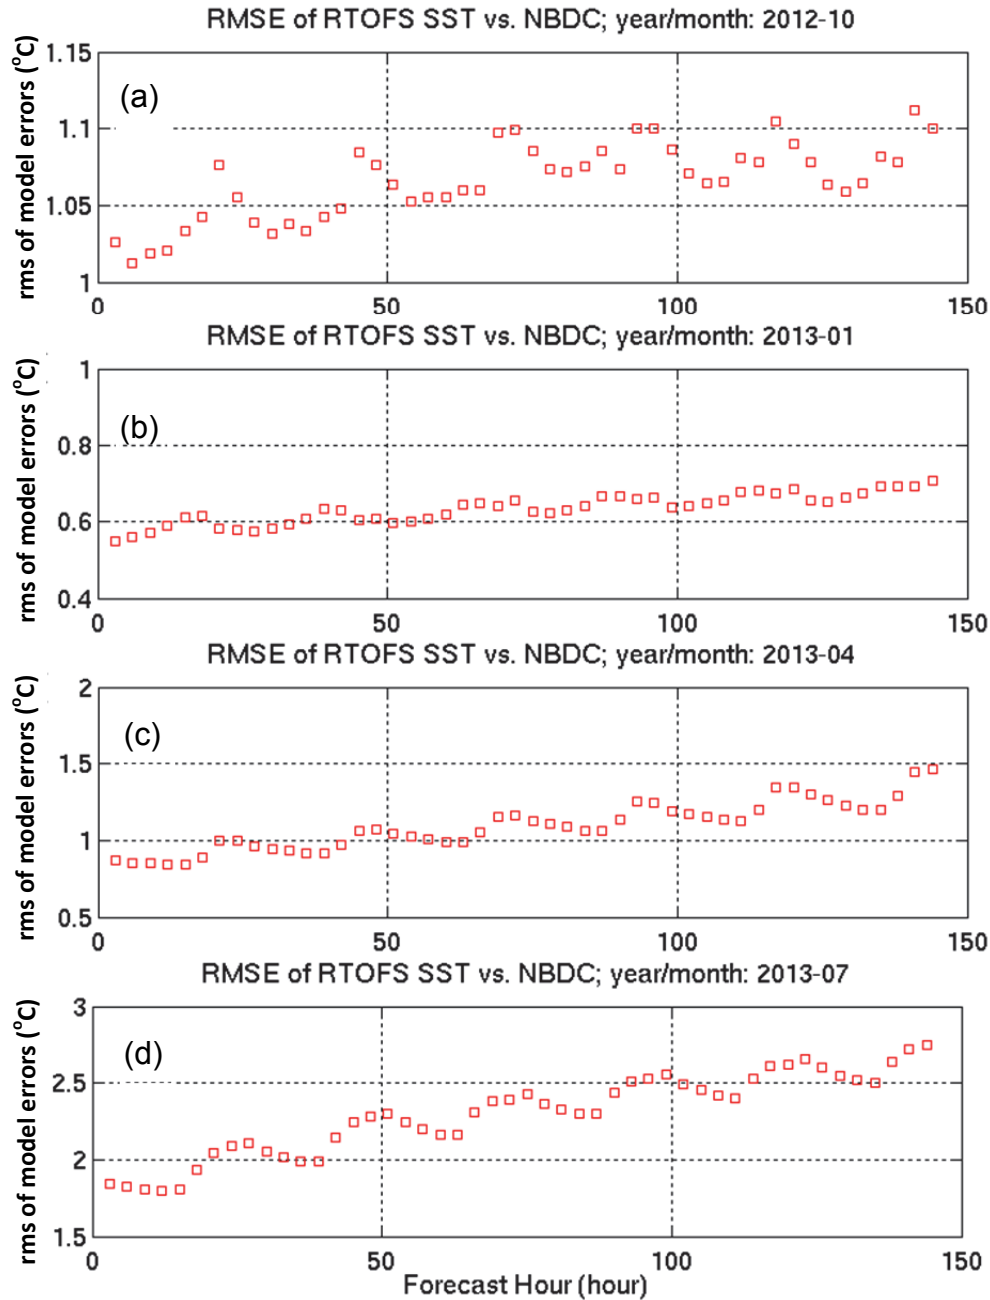 RMSE of RTOFS SST vs. NBDC; year/month: 2012-10
rms of model errors (°C)
1.15
1.1
1.05
1
(a)
0 50 100 150
RMSE of RTOFS SST vs. NBDC; year/month: 2013-01
rms of model errors (°C)
1
0.8
0.6
0.4
(b)
0 50 100 150
RMSE of RTOFS SST vs. NBDC; year/month: 2013-04
rms of model errors (°C)
2
1.5
1
0.5
(c)
0 50 100 150
RMSE of RTOFS SST vs. NBDC; year/month: 2013-07
rms of model errors (°C)
3
2.5
2
1.5
(d)
0 50 100 150
Forecast Hour (hour)